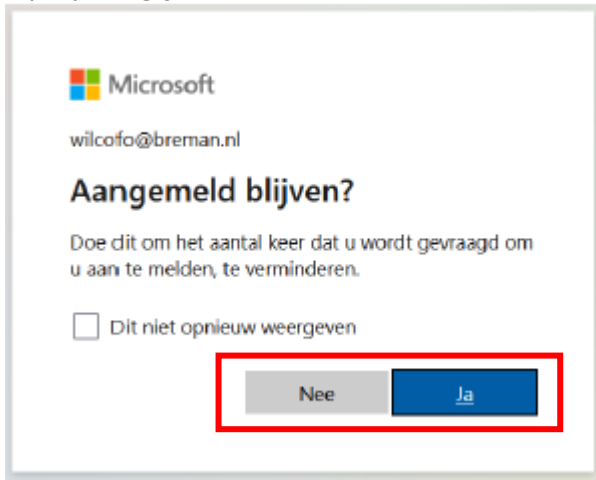 Microsoft
wilcofo@breman.nl
Aangemeld blijven?
Doe dit om het aantal keer dat u wordt gevraagd om
u aan te melden, te verminderen.
Dit niet opnieuw weergeven
Nee
Ja